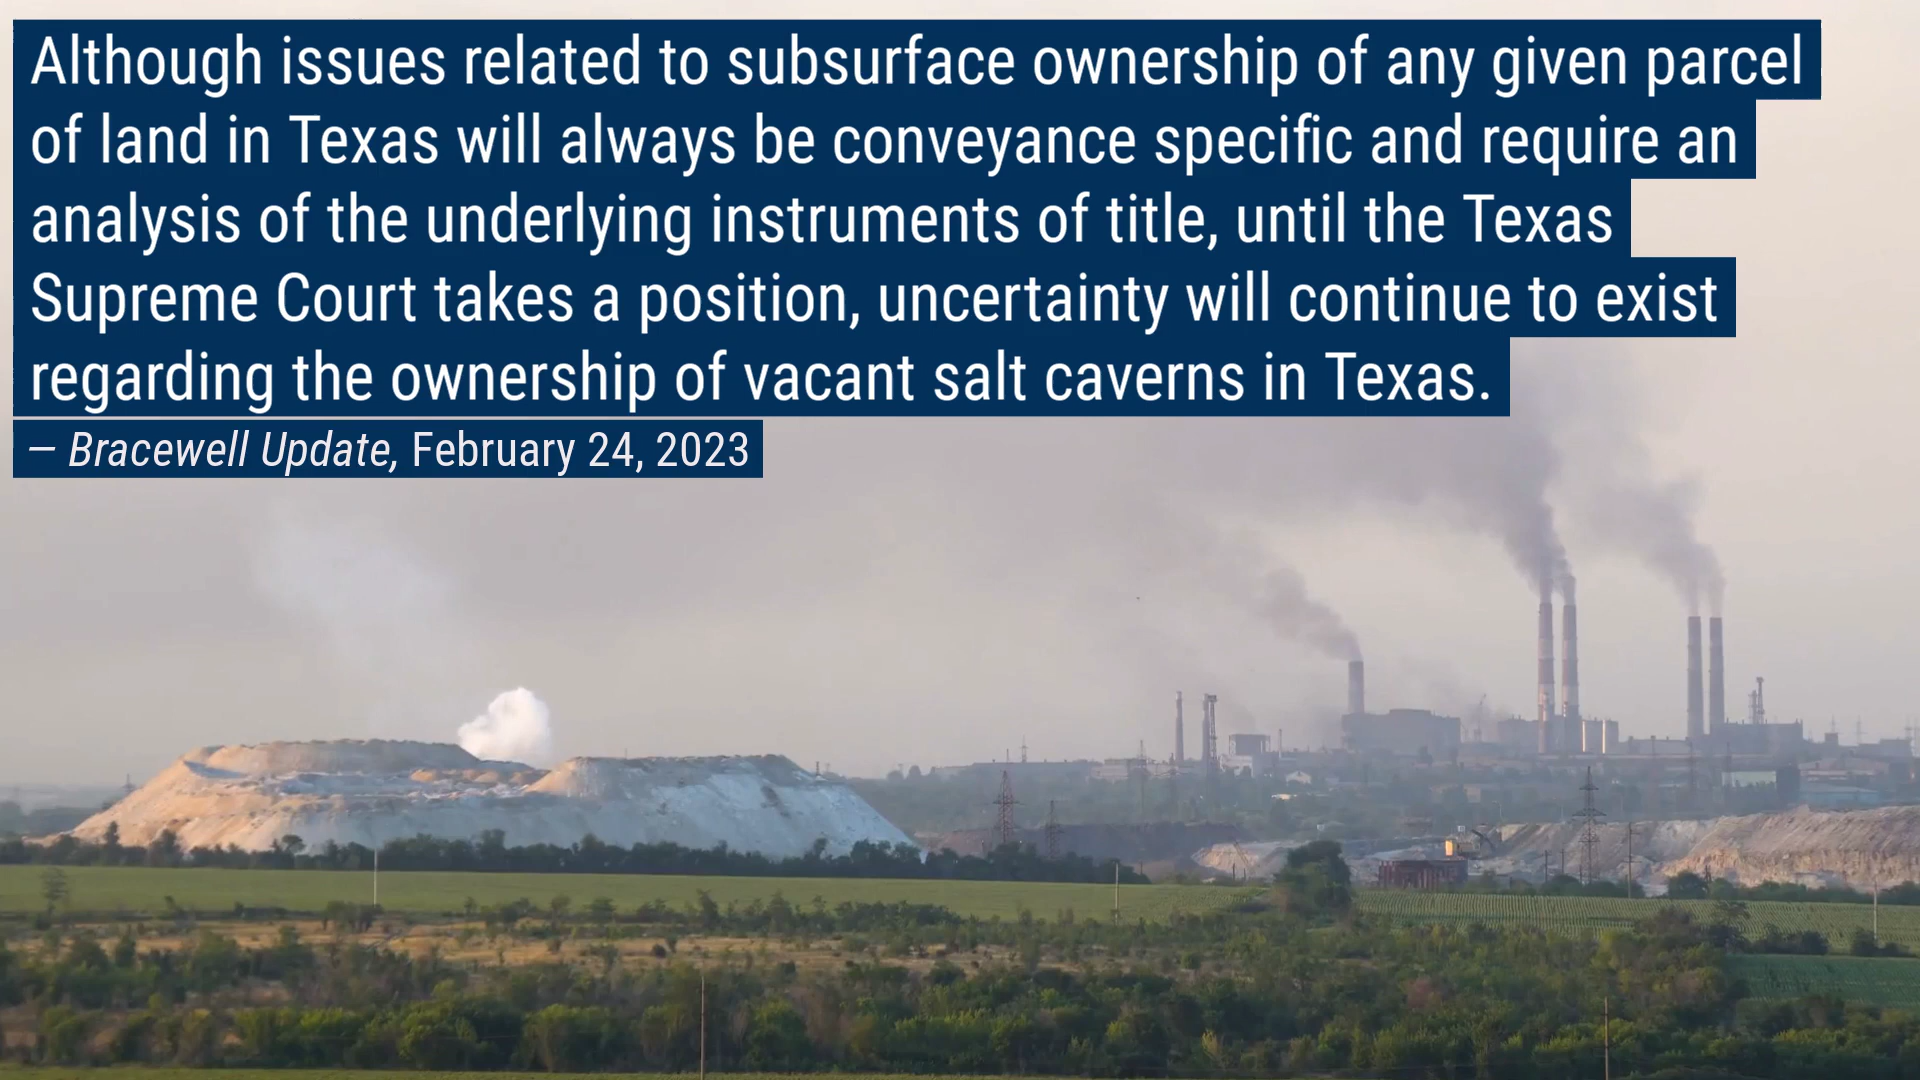 Although issues related to subsurface ownership of any given parcel
of land in Texas will always be conveyance specific and require an
analysis of the underlying instruments of title, until the Texas
Supreme Court takes a position, uncertainty will continue to exist
regarding the ownership of vacant salt caverns in Texas.
— Bracewell Update, February 24, 2023